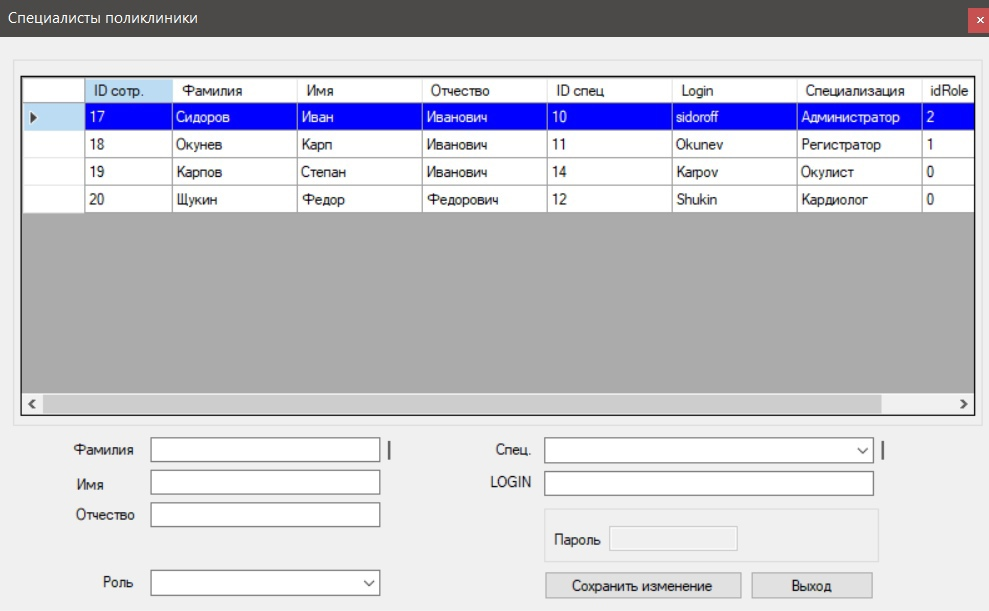 Специалисты поликлиники
ID сотр. Фамилия Имя Отчество ID спец Login Специализация idRole
17 Сидоров Иван Иванович 10 sidoroff Администратор 2
18 Окунев Карп Иванович 11 Okunev Регистратор 1
19 Карпов Степан Иванович 14 Karpov Окулист 0
20 Щукин Федор Федорович 12 Shukin Кардиолог 0
Фамилия Спец.
Имя LOGIN
Отчество
Пароль
Роль Сохранить изменение Выход